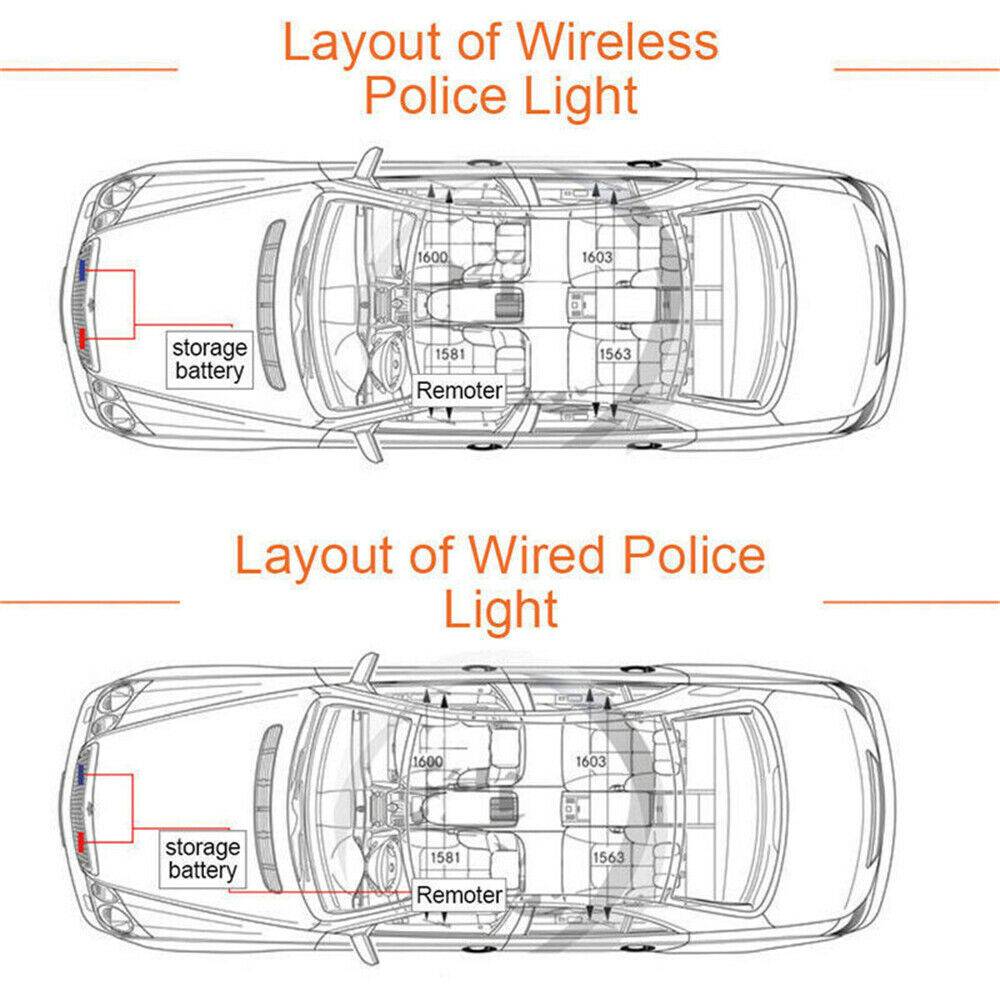 Layout of Wireless
Police Light
1600
1603
storage
battery
1581
1563
Remoter
Layout of Wired Police
Light
1600
1603
storage
battery
1581
1563
Remoter